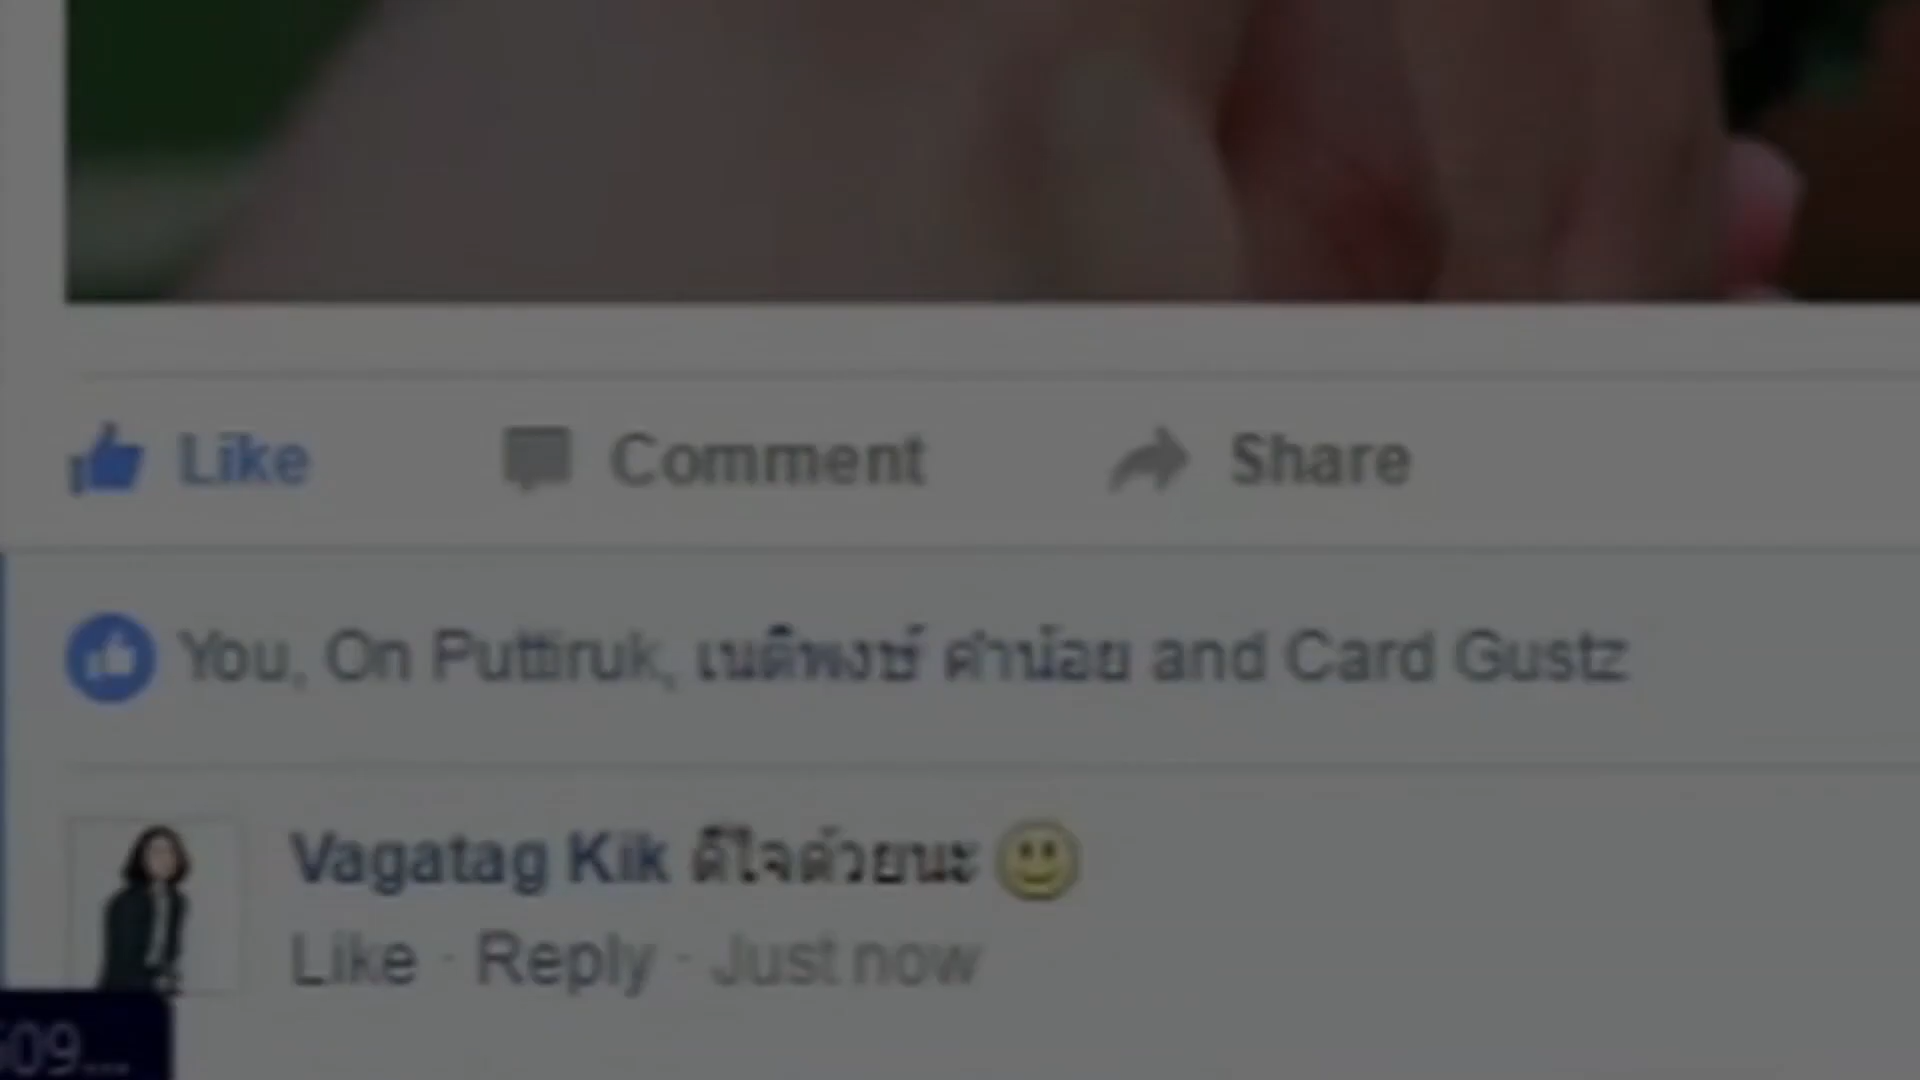 Like Comment Share
You, On Puttiruk, เนติพงษ์ คำน้อย and Card Gustz
Vagatag Kik ดีใจด้วยนะ
Like · Reply · Just now
609...